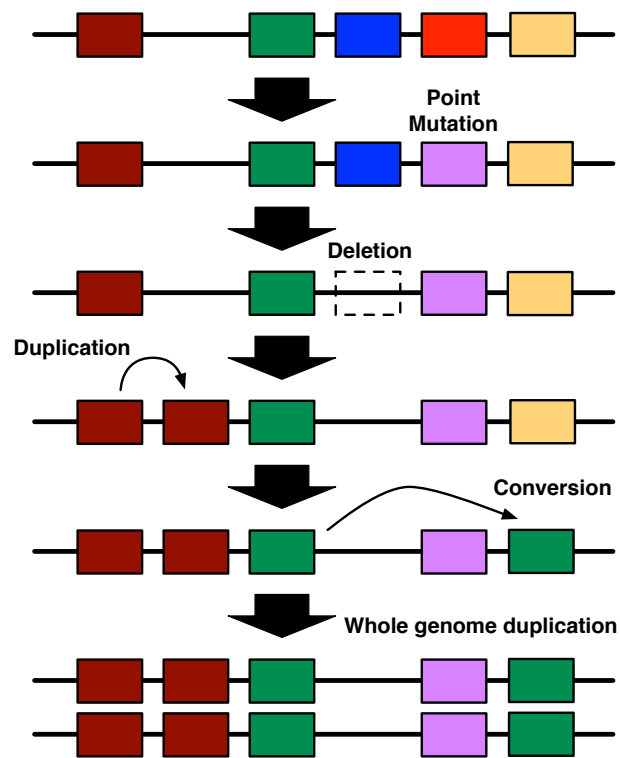 Point
Mutation
Deletion
Duplication
Conversion
Whole genome duplication